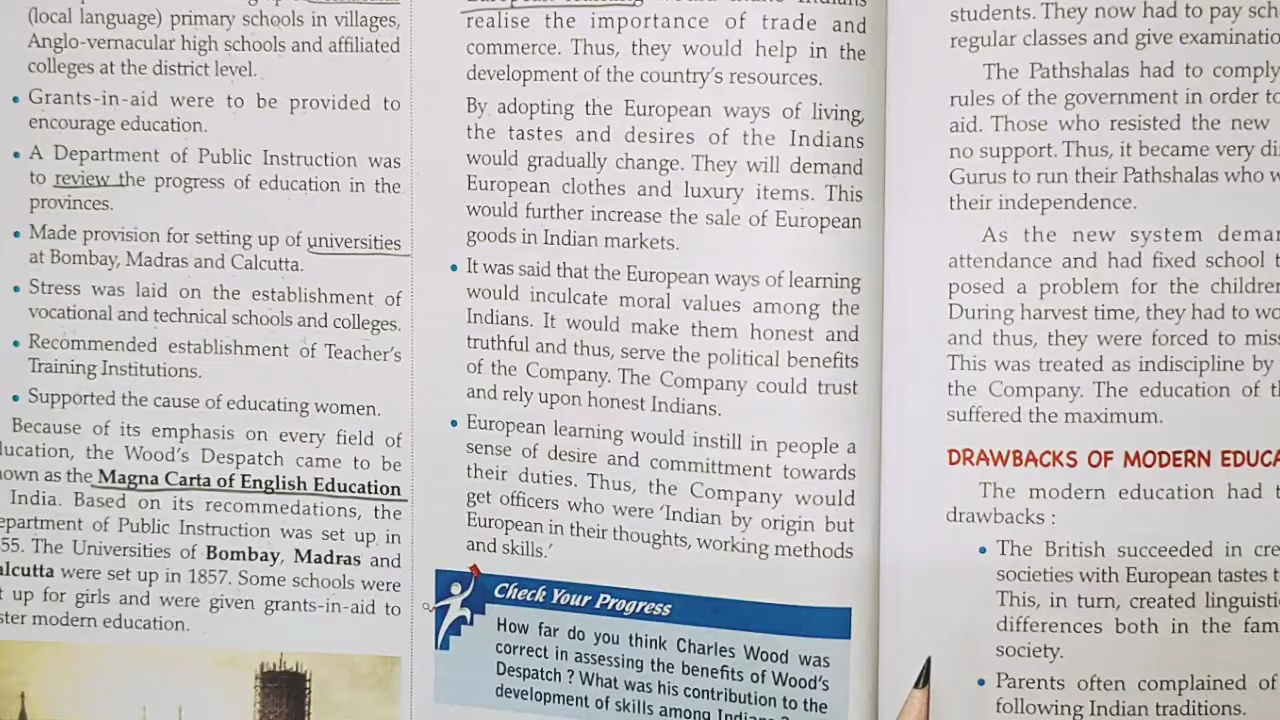 (local language) primary schools in villages,
Anglo-vernacular high schools and affiliated
colleges at the district level.
• Grants-in-aid were to be provided to
encourage education.
• A Department of Public Instruction was
to review the progress of education in the
provinces.
• Made provision for setting up of universities
at Bombay, Madras and Calcutta.
• Stress was laid on the establishment of
vocational and technical schools and colleges.
• Recommended establishment of Teacher's
Training Institutions.
• Supported the cause of educating women.
Because of its emphasis on every field of
the Wood's Despatch came to be
as the Magna Carta of English Education
India. Based on its recommedations, the
of Public Instruction was set up in
The Universities of Bombay, Madras and
were set up in 1857. Some schools were
up for girls and were given grants-in-aid to
modern education.
realise the importance of trade and
commerce. Thus, they would help in the
development of the country's resources.
By adopting the European ways of living,
the tastes and desires of the Indians
would gradually change. They will demand
European clothes and luxury items. This
would further increase the sale of European
goods in Indian markets.
• It was said that the European ways of learning
would inculcate moral values among the
Indians. It would make them honest and
truthful and thus, serve the political benefits
of the Company. The Company could trust
and rely upon honest Indians.
• European learning would instill in people a
sense of desire and committment towards
their duties. Thus, the Company would
get officers who were 'Indian by origin but
European in their thoughts, working methods
and skills.'
Check Your Progress
How far do you think Charles Wood was
correct in assessing the benefits of Wood's
Despatch ? What was his contribution to the
development of skills among
students. They now had to pay
regular classes and give
The Pathshalas had to comply
rules of the government in order
aid. Those who resisted the new
no support. Thus, it became very
Gurus to run their Pathshalas who
their independence.
As the new system
attendance and had fixed school
posed a problem for the
During harvest time, they had to
and thus, they were forced to
This was treated as indiscipline by
the Company. The education of
suffered the maximum.
DRAWBACKS OF MODERN
The modern education had
drawbacks :
• The British succeeded in
societies with European tastes
This, in turn, created
differences both in the
society.
• Parents often complained of
following Indian traditions.